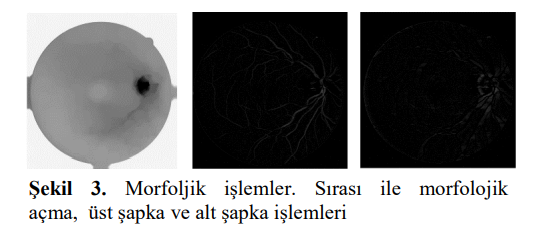 Şekil 3. Morfoljik işlemler. Sırası ile morfolojik
açma, üst şapka ve alt şapka işlemleri